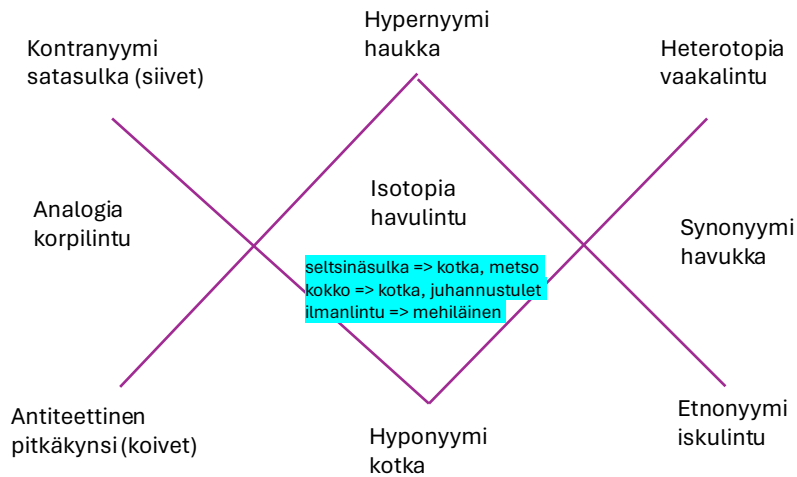 Kontranyymi
satasulka (siivet)
Hypernyymi
haukka
Heterotopia
vaakalintu
Analogia
korpilintu
Isotopia
havulintu
Synonyymi
havukka
seltsinäsulka => kotka, metso
kokko => kotka, juhannustulet
ilmanlintu => mehiläinen
Antiteettinen
pitkäkynsi (koivet)
Hyponyymi
kotka
Etnonyymi
iskulintu